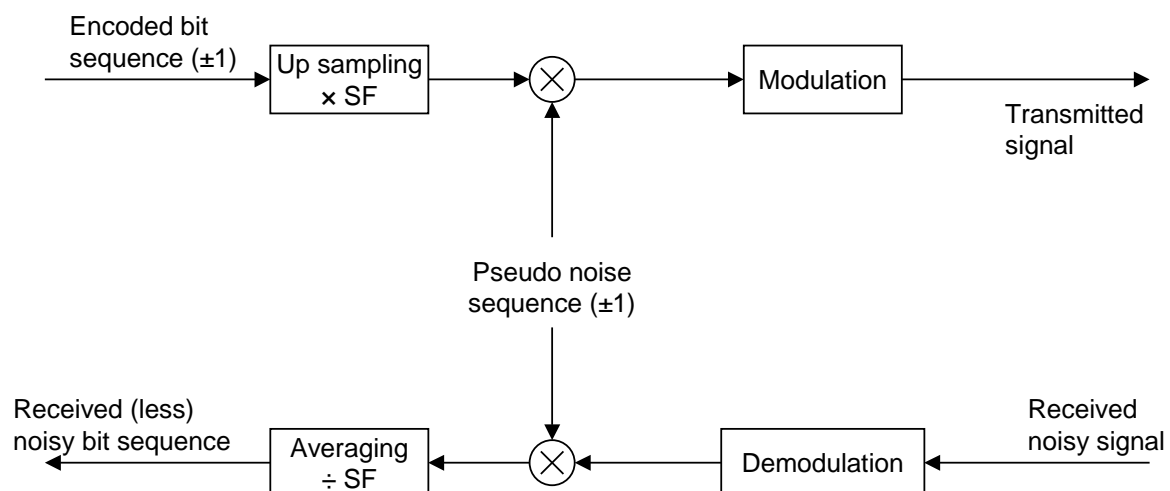 Encoded bit
sequence (±1)
Up sampling
× SF
Modulation
Transmitted
signal
Pseudo noise
sequence (±1)
Received (less)
noisy bit sequence
Averaging
÷ SF
Demodulation
Received
noisy signal